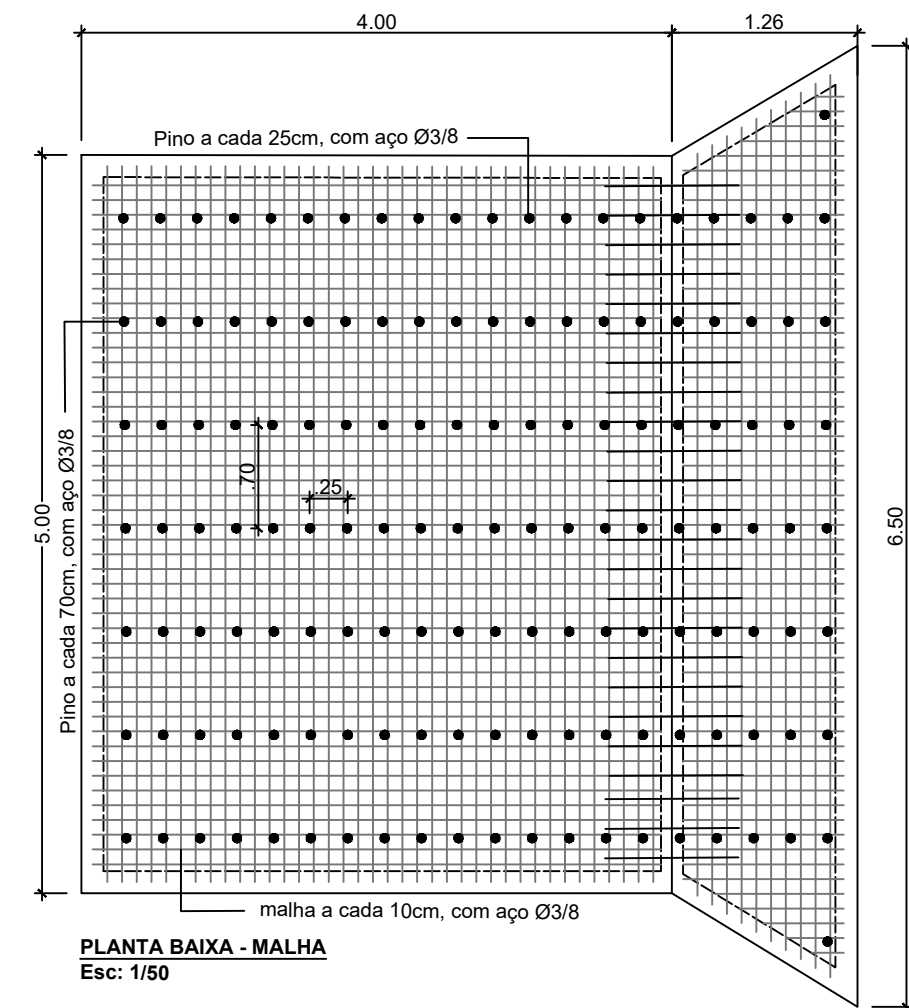 4.00
1.26
Pino a cada 25cm, com aço Ø3/8
Pino a cada 70cm, com aço Ø3/8
5.00
.70
.25
6.50
malha a cada 10cm, com aço Ø3/8
PLANTA BAIXA - MALHA
Esc: 1/50